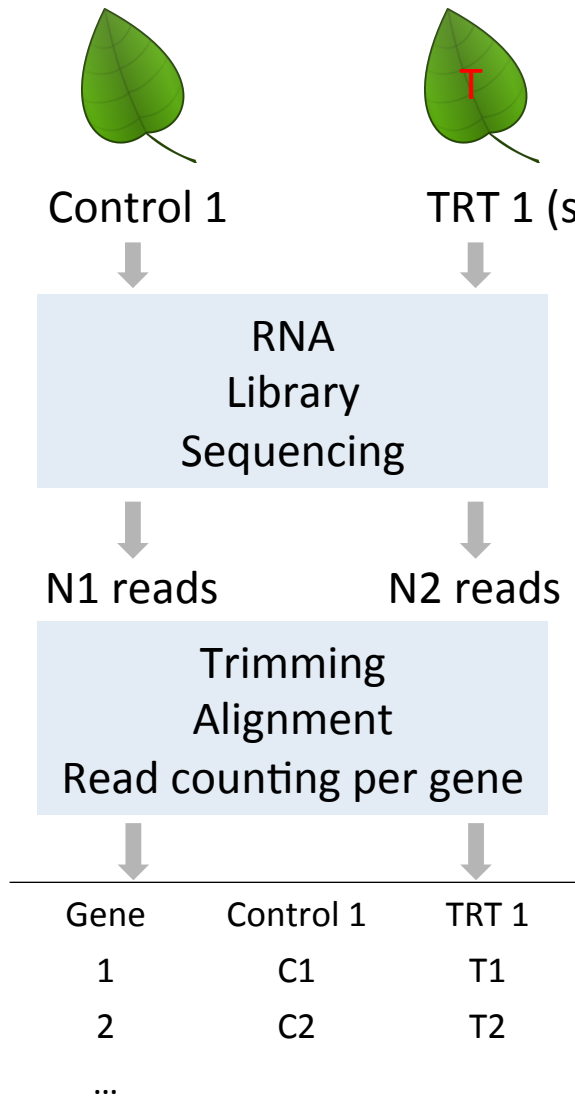 T
Control 1 TRT 1 (s
RNA
Library
Sequencing
N1 reads N2 reads
Trimming
Alignment
Read counting per gene
Gene Control 1 TRT 1
1 C1 T1
2 C2 T2
...